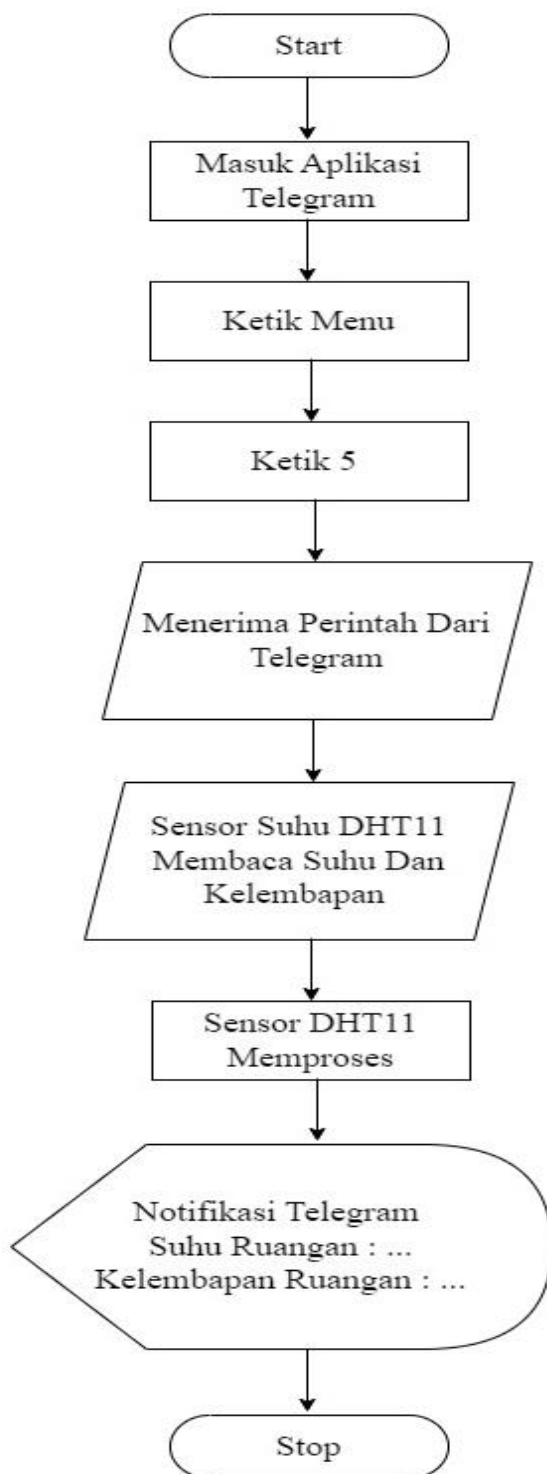 Start
Masuk Aplikasi
Telegram
Ketik Menu
Ketik 5
Menerima Perintah Dari
Telegram
Sensor Suhu DHT11
Membaca Suhu Dan
Kelembapan
Sensor DHT11
Memproses
Notifikasi Telegram
Suhu Ruangan : ...
Kelembapan Ruangan : ...
Stop